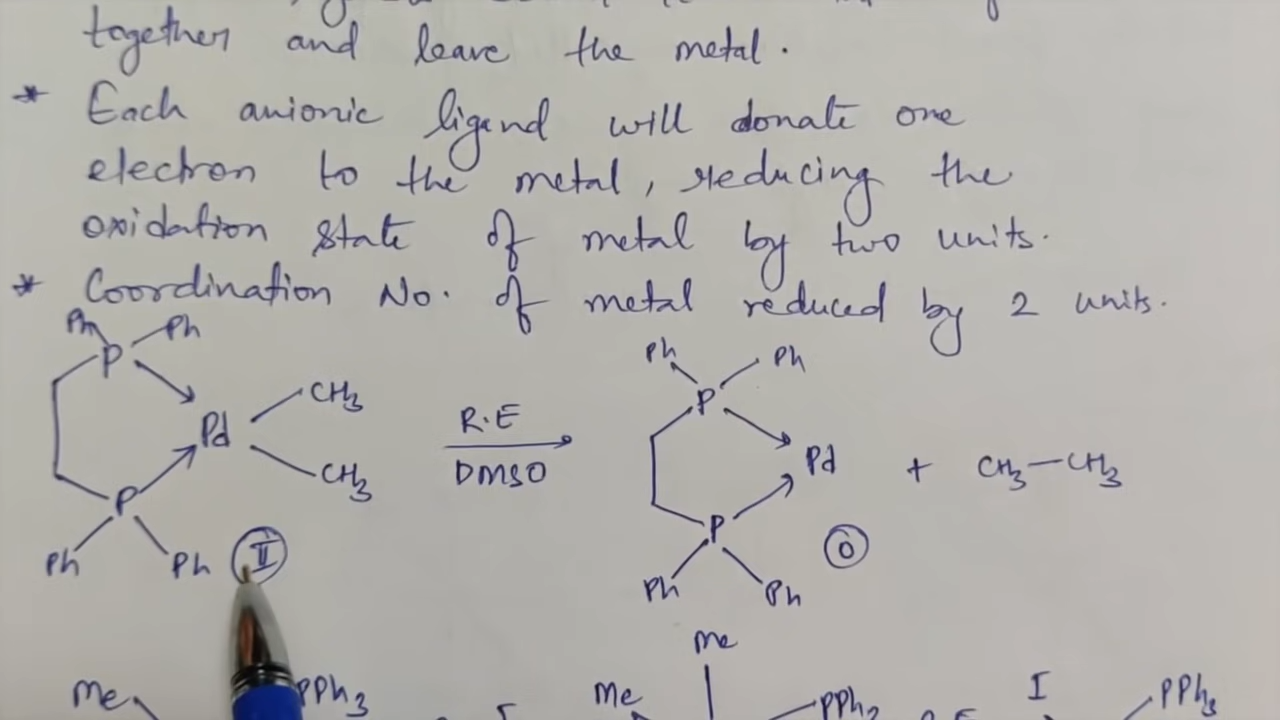 together and leave the metal.
* Each anionic ligand will donate one
electron to the metal, reducing the
oxidation state of metal by two units.
* Coordination No. of metal reduced by 2 units.
Ph Ph
P
Pd CH3
CH3
P
Ph Ph II
R.E
DMSO
Ph Ph
P
Pd
P
Ph Ph 0
+ CH3-CH3
Me PPh3
Me
Me PPh3
I PPh3